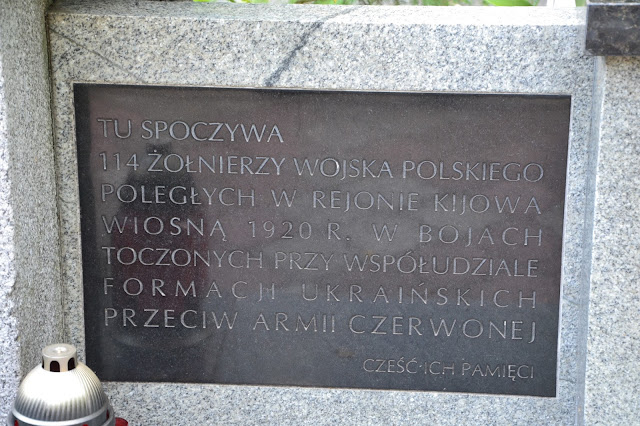 TU SPOCZYWA
114 ŻOŁNIERZY WOJSKA POLSKIEGO
POLEGŁYCH W REJONIE KIJOWA
WIOSNĄ 1920 R. W BOJACH
TOCZONYCH PRZY WSPÓŁUDZIALE
FORMACH UKRAIŃSKICH
PRZECIW ARMII CZERWONEJ
CZEŚĆ ICH PAMIĘCI